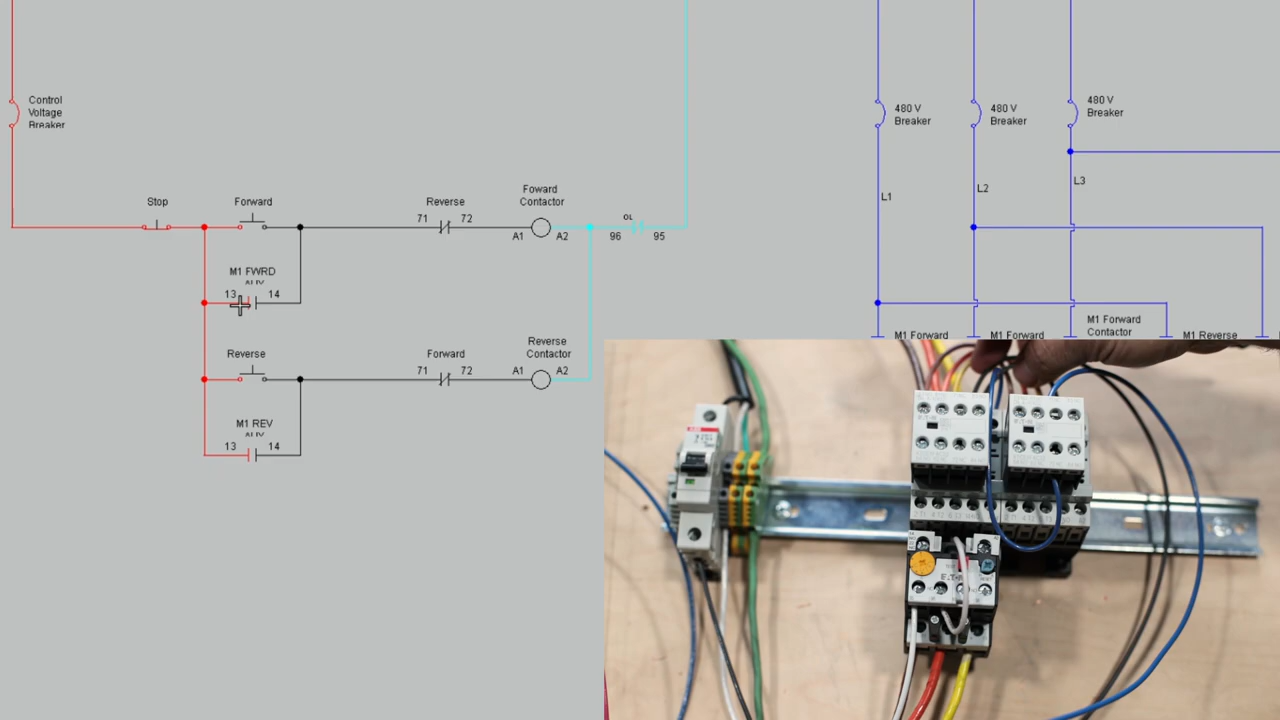 Control
Voltage
Breaker
480 V
Breaker
480 V
Breaker
480 V
Breaker
L1
L2
L3
Stop
Forward
Reverse
71
72
Foward
Contactor
A1
A2
OL
96
95
M1 FWRD
AUX
13
14
Reverse
Forward
71
72
Reverse
Contactor
A1
A2
M1 REV
AUX
13
14
M1 Forward
M1 Forward
M1 Forward
Contactor
M1 Reverse